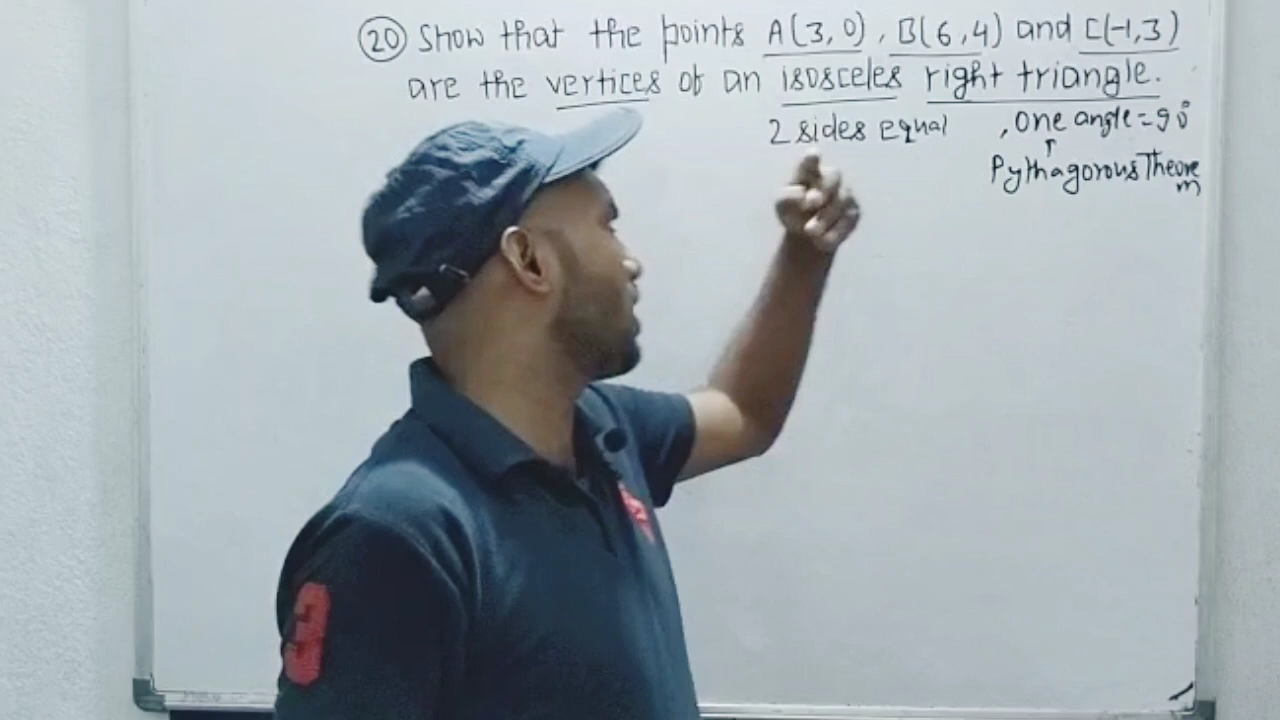 20 Show that the points A(3,0), B(6,4) and C(-1,3)
are the vertices of an isosceles right triangle.
2 sides equal , one angle = 90°
↑
Pythagorous Theore
m
3